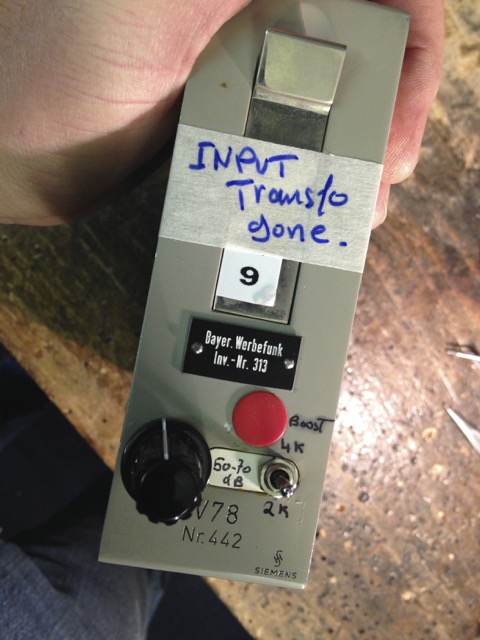 INPUT
Transfo
gone.
9
Bayer. Werbefunk
Inv.-Nr. 313
Boost
4K
50-70
dB
2K
V78
Nr. 442
SIEMENS